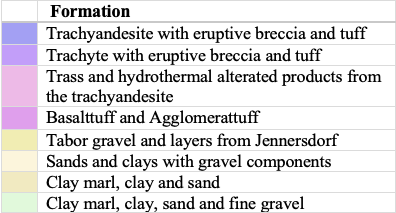 Formation
Trachyandesite with eruptive breccia and tuff
Trachyte with eruptive breccia and tuff
Trass and hydrothermal alterated products from
the trachyandesite
Basalttuff and Agglomerattuff
Tabor gravel and layers from Jennersdorf
Sands and clays with gravel components
Clay marl, clay and sand
Clay marl, clay, sand and fine gravel